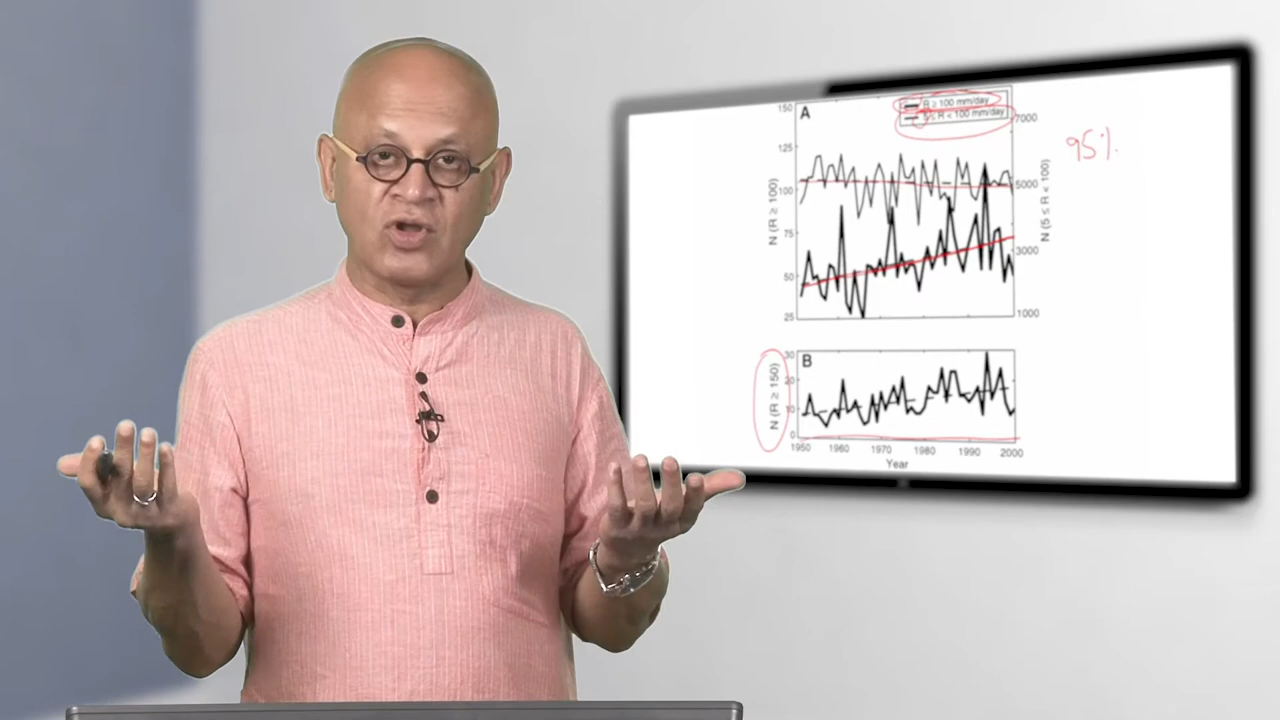 A
R ≥ 100 mm/day
5 ≤ R < 100 mm/day
95%
150
125
100
75
50
25
N (R ≥ 100)
7000
5000
3000
1000
N (5 ≤ R < 100)
B
30
20
10
0
N (R ≥ 150)
1950 1960 1970 1980 1990 2000
Year